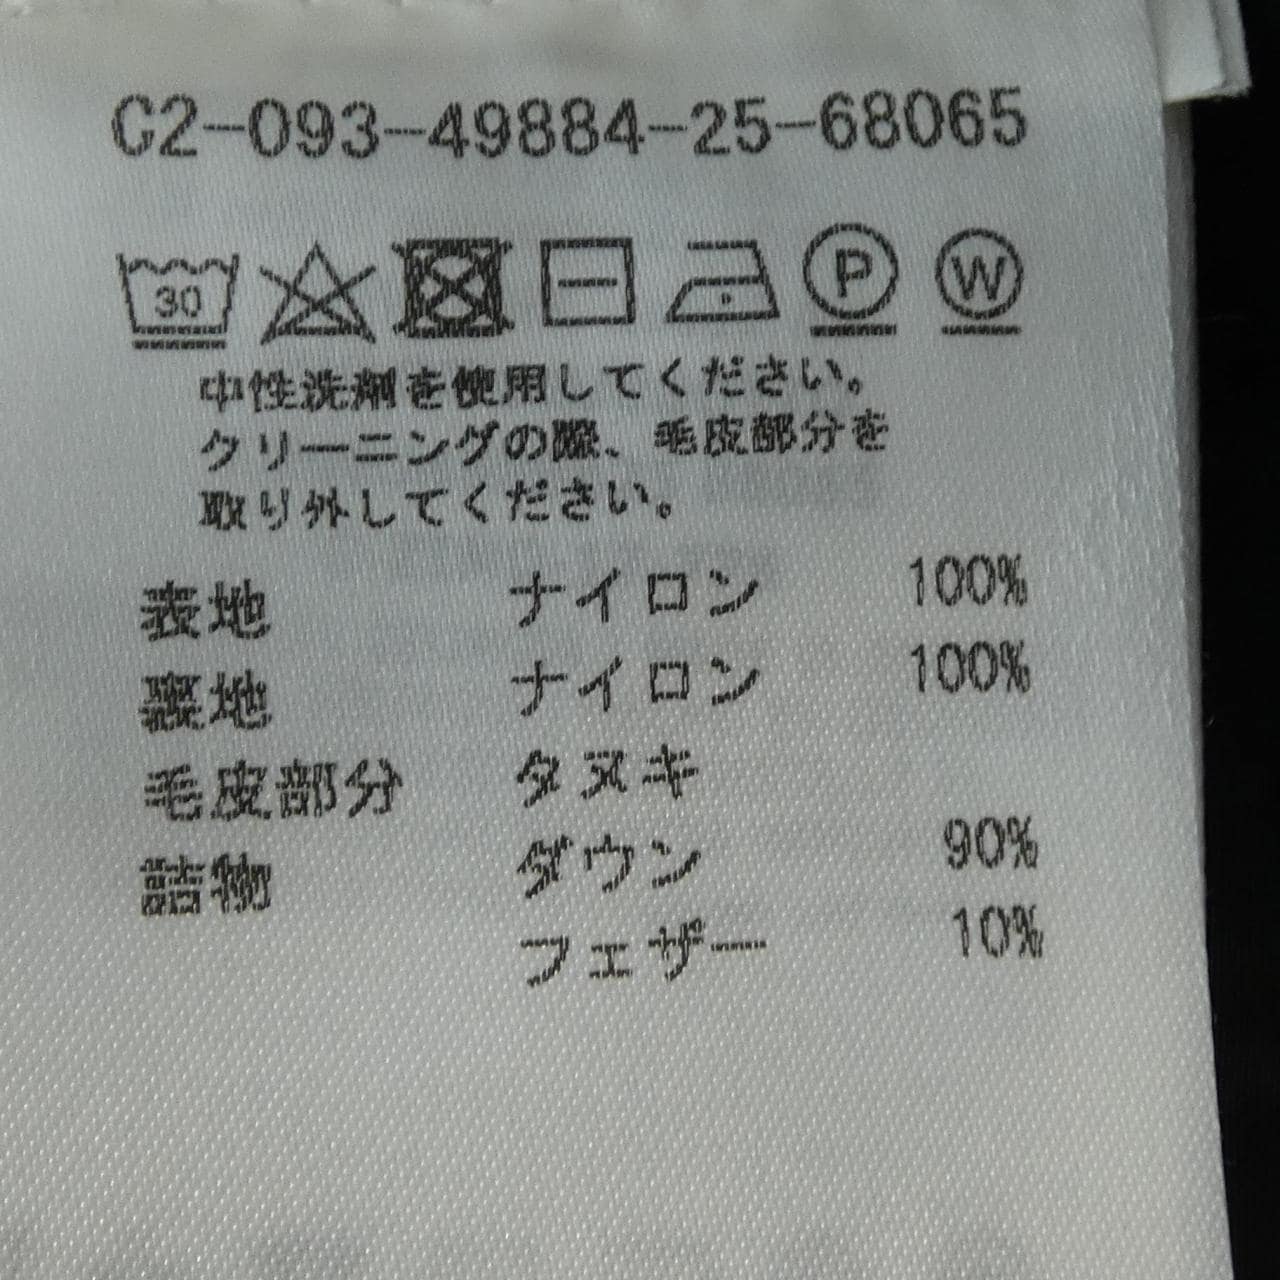 C2-093-49884-25-68065
30 P W
中性洗剤を使用してください。
クリーニングの際、毛皮部分を
取り外してください。
表地 ナイロン 100%
裏地 ナイロン 100%
毛皮部分 タヌキ
詰物 ダウン 90%
フェザー 10%